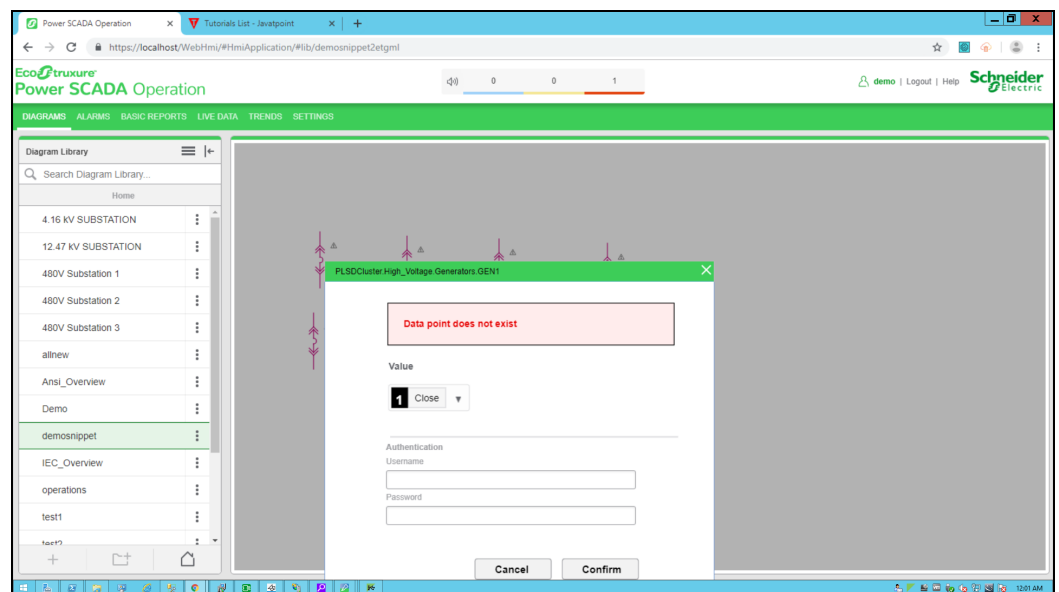 Power SCADA Operation
Tutorials List - Javatpoint
https://localhost/WebHmi/#HmiApplication/#lib/demosnippet2etgml
EcoStruxure
Power SCADA Operation
0 0 1
demo | Logout | Help
Schneider Electric
DIAGRAMS ALARMS BASIC REPORTS LIVE DATA TRENDS SETTINGS
Diagram Library
Search Diagram Library...
Home
4.16 kV SUBSTATION
12.47 kV SUBSTATION
480V Substation 1
480V Substation 2
480V Substation 3
allnew
Ansi_Overview
Demo
demosnippet
IEC_Overview
operations
test1
test2
PLSDCluster.High_Voltage.Generators.GEN1
Data point does not exist
Value
1 Close
Authentication
Username
Password
Cancel Confirm
12:01 AM